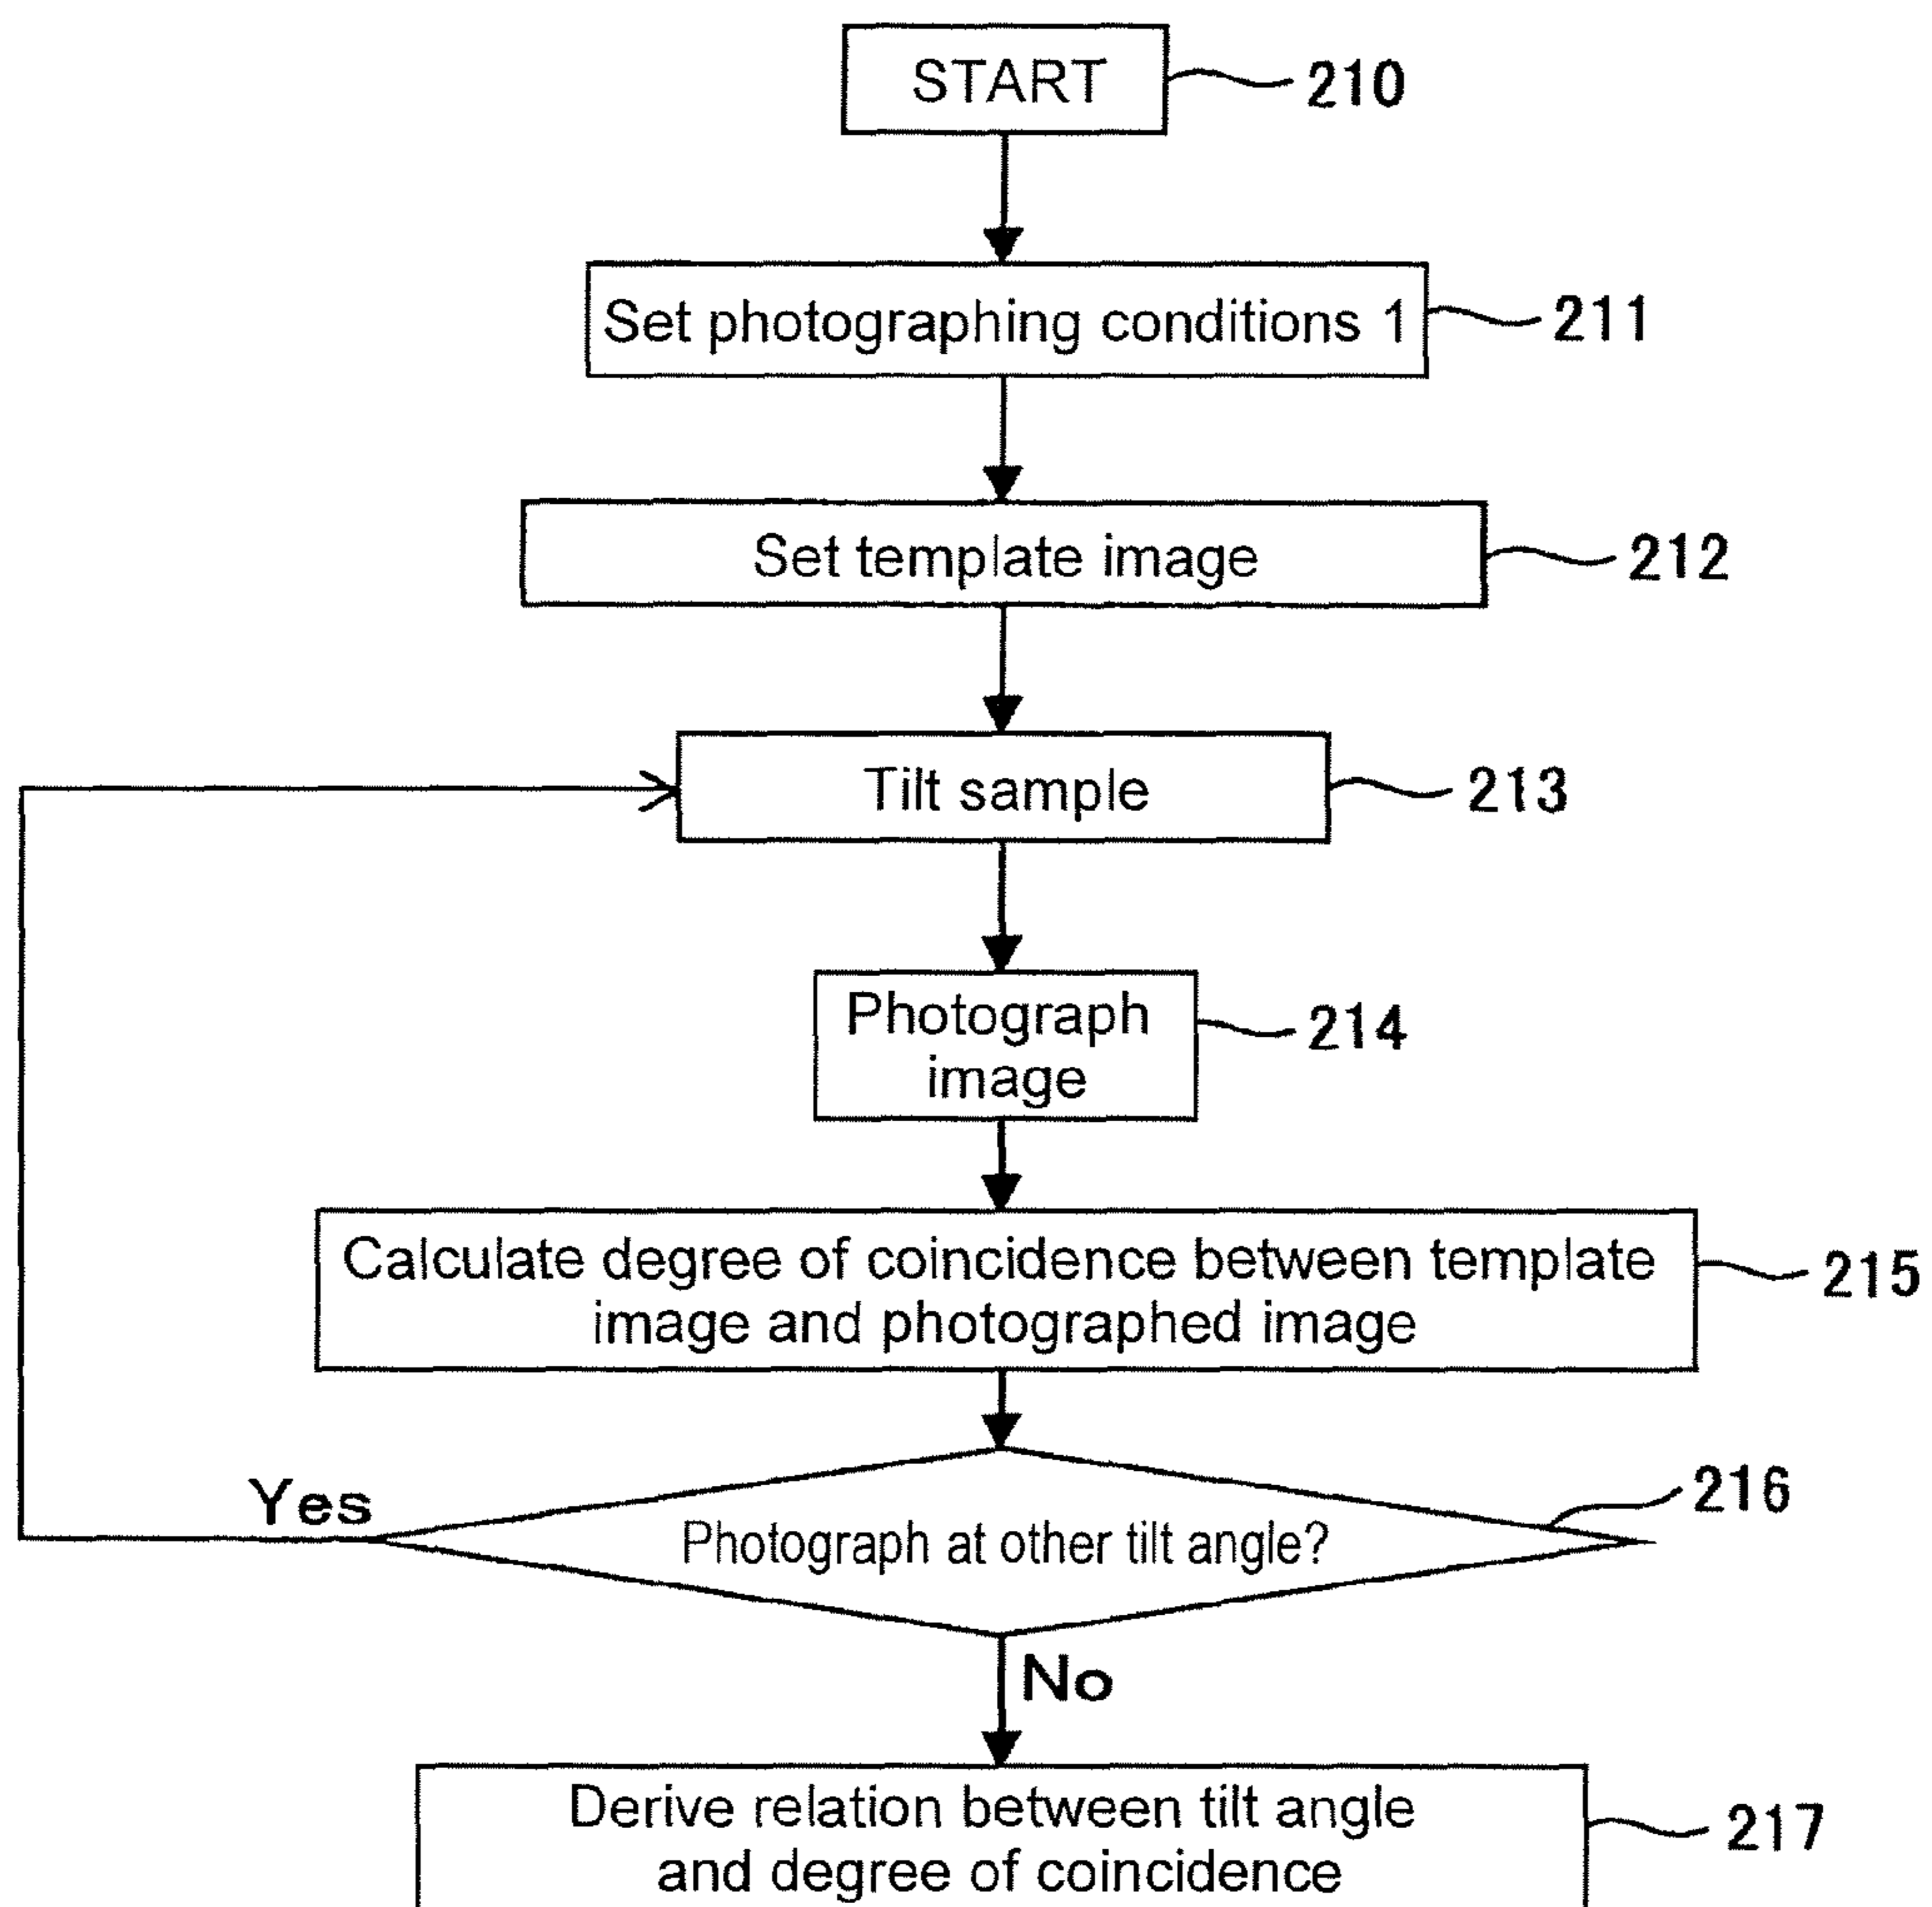 START
210
Set photographing conditions 1
211
Set template image
212
Tilt sample
213
Photograph
image
214
Calculate degree of coincidence between template
image and photographed image
215
Yes
Photograph at other tilt angle?
216
No
Derive relation between tilt angle
and degree of coincidence
217